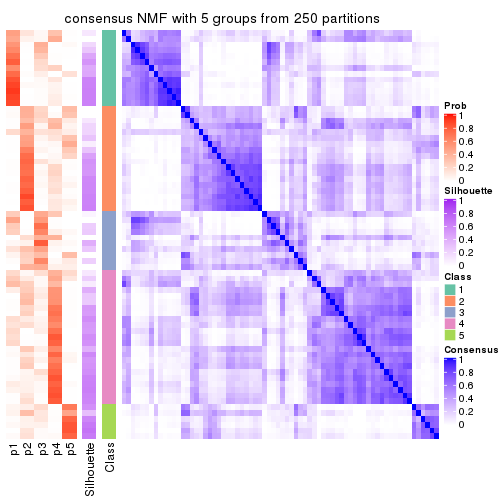 consensus NMF with 5 groups from 250 partitions
Prob
1
0.8
0.6
0.4
0.2
0
Silhouette
1
0.8
0.6
0.4
0.2
0
Class
1
2
3
4
5
Consensus
1
0.8
0.6
0.4
0.2
0
p1
p2
p3
p4
p5
Silhouette
Class